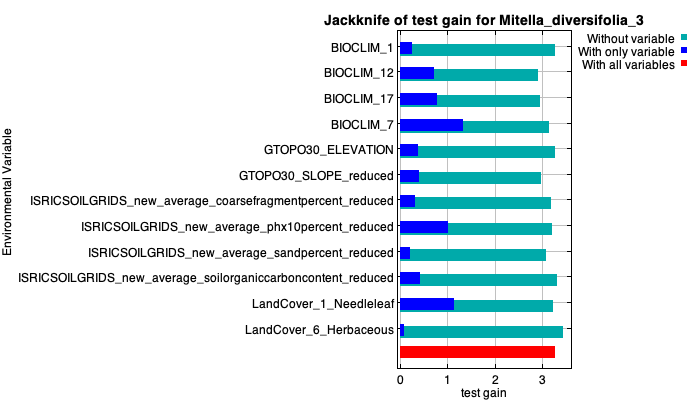 Jackknife of test gain for Mitella_diversifolia_3
Without variable
With only variable
With all variables
Environmental Variable
BIOCLIM_1
BIOCLIM_12
BIOCLIM_17
BIOCLIM_7
GTOPO30_ELEVATION
GTOPO30_SLOPE_reduced
ISRICSOILGRIDS_new_average_coarsefragmentpercent_reduced
ISRICSOILGRIDS_new_average_phx10percent_reduced
ISRICSOILGRIDS_new_average_sandpercent_reduced
ISRICSOILGRIDS_new_average_soilorganiccarboncontent_reduced
LandCover_1_Needleleaf
LandCover_6_Herbaceous
0 1 2 3
test gain